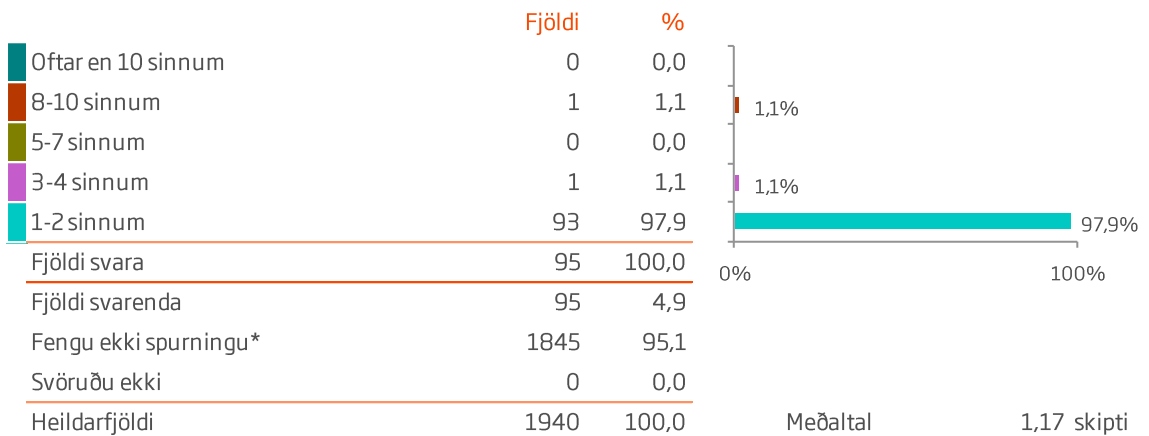 Fjöldi %
Oftar en 10 sinnum 0 0,0
8-10 sinnum 1 1,1 1,1%
5-7 sinnum 0 0,0
3-4 sinnum 1 1,1 1,1%
1-2 sinnum 93 97,9 97,9%
Fjöldi svara 95 100,0 0% 100%
Fjöldi svarenda 95 4,9
Fengu ekki spurningu* 1845 95,1
Svöruðu ekki 0 0,0
Heildarfjöldi 1940 100,0 Meðaltal 1,17 skipti